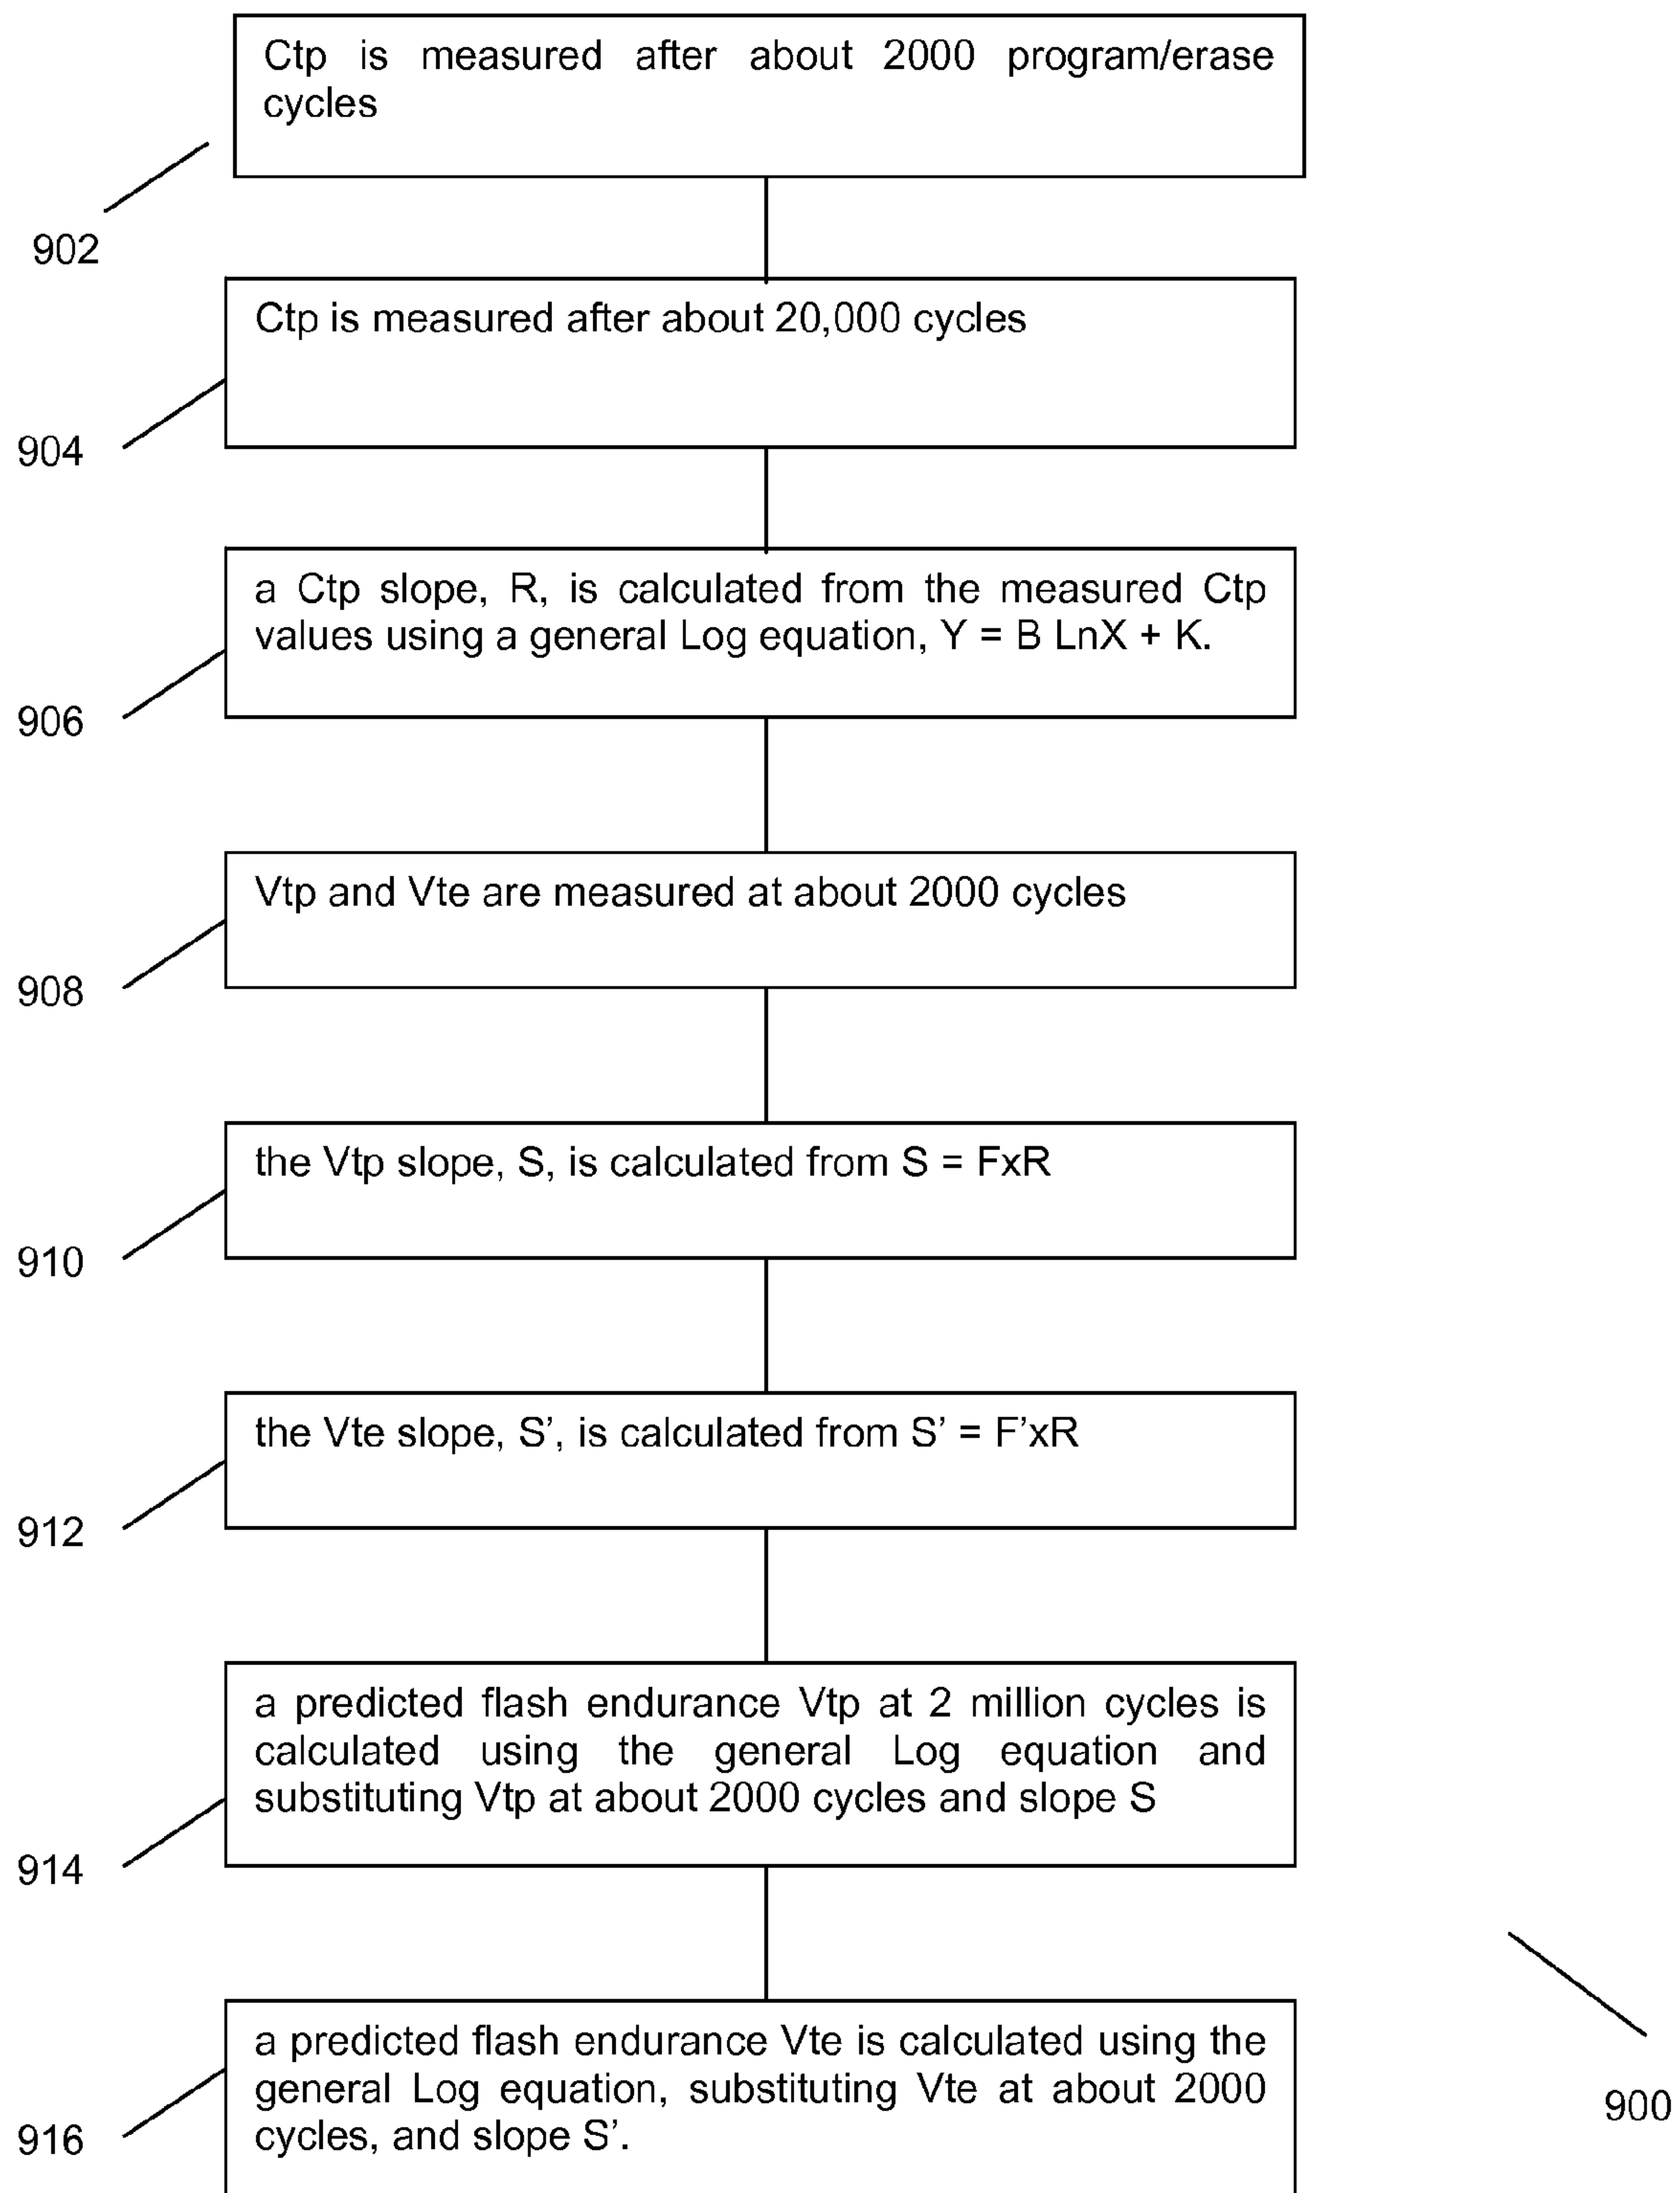 Ctp is measured after about 2000 program/erase
cycles
902
Ctp is measured after about 20,000 cycles
904
a Ctp slope, R, is calculated from the measured Ctp
values using a general Log equation, Y = B LnX + K.
906
Vtp and Vte are measured at about 2000 cycles
908
the Vtp slope, S, is calculated from S = FxR
910
the Vte slope, S’, is calculated from S’ = F’xR
912
a predicted flash endurance Vtp at 2 million cycles is
calculated using the general Log equation and
substituting Vtp at about 2000 cycles and slope S
914
a predicted flash endurance Vte is calculated using the
general Log equation, substituting Vte at about 2000
cycles, and slope S’.
916
900